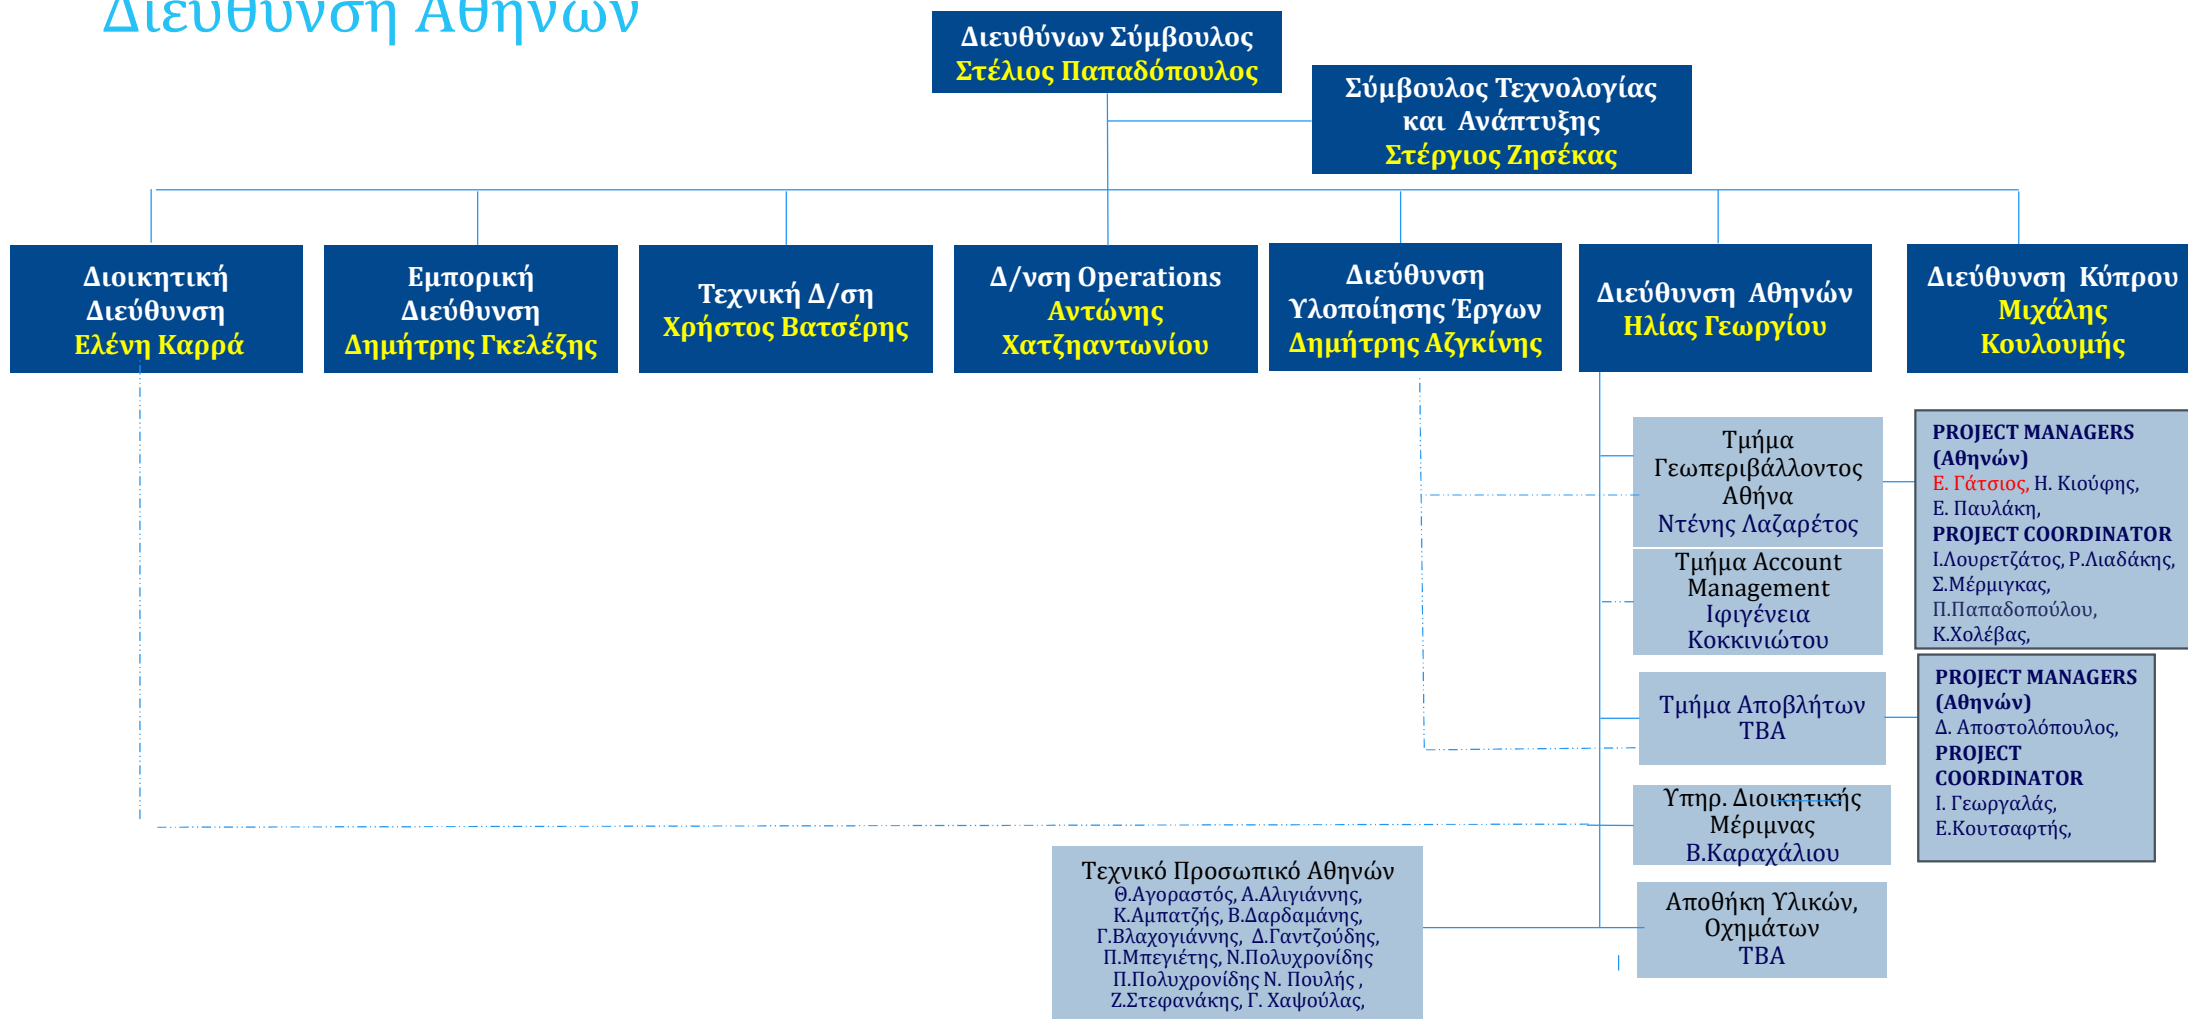 Διεύθυνση Αθηνών
Διευθύνων Σύμβουλος
Στέλιος Παπαδόπουλος
Σύμβουλος Τεχνολογίας
και Ανάπτυξης
Στέργιος Ζησέκας
Διοικητική
Διεύθυνση
Ελένη Καρρά
Εμπορική
Διεύθυνση
Δημήτρης Γκελέζης
Τεχνική Δ/ση
Χρήστος Βατσέρης
Δ/νση Operations
Αντώνης
Χατζηαντωνίου
Διεύθυνση
Υλοποίησης Έργων
Δημήτρης Αζγκίνης
Διεύθυνση Αθηνών
Ηλίας Γεωργίου
Διεύθυνση Κύπρου
Μιχάλης
Κουλουμής
Τμήμα
Γεωπεριβάλλοντος
Αθήνα
Ντένης Λαζαρέτος
PROJECT MANAGERS
(Αθηνών)
Ε. Γάτσιος, Η. Κιούφης,
Ε. Παυλάκη,
PROJECT COORDINATOR
Ι.Λουρετζάτος, Ρ.Λιαδάκης,
Σ.Μέρμιγκας,
Π.Παπαδοπούλου,
Κ.Χολέβας,
Τμήμα Account
Management
Ιφιγένεια
Κοκκινιώτου
Τμήμα Αποβλήτων
TBA
PROJECT MANAGERS
(Αθηνών)
Δ. Αποστολόπουλος,
PROJECT
COORDINATOR
Ι. Γεωργαλάς,
Ε.Κουτσαφτής,
Υπηρ. Διοικητικής
Μέριμνας
Β.Καραχάλιου
Τεχνικό Προσωπικό Αθηνών
Θ.Αγοραστός, Α.Αλιγιάννης,
Κ.Αμπατζής, Β.Δαρδαμάνης,
Γ.Βλαχογιάννης, Δ.Γαντζούδης,
Π.Μπεγιέτης, Ν.Πολυχρονίδης
Π.Πολυχρονίδης Ν. Πουλής ,
Ζ.Στεφανάκης, Γ. Χαψούλας,
Αποθήκη Υλικών,
Οχημάτων
TBA